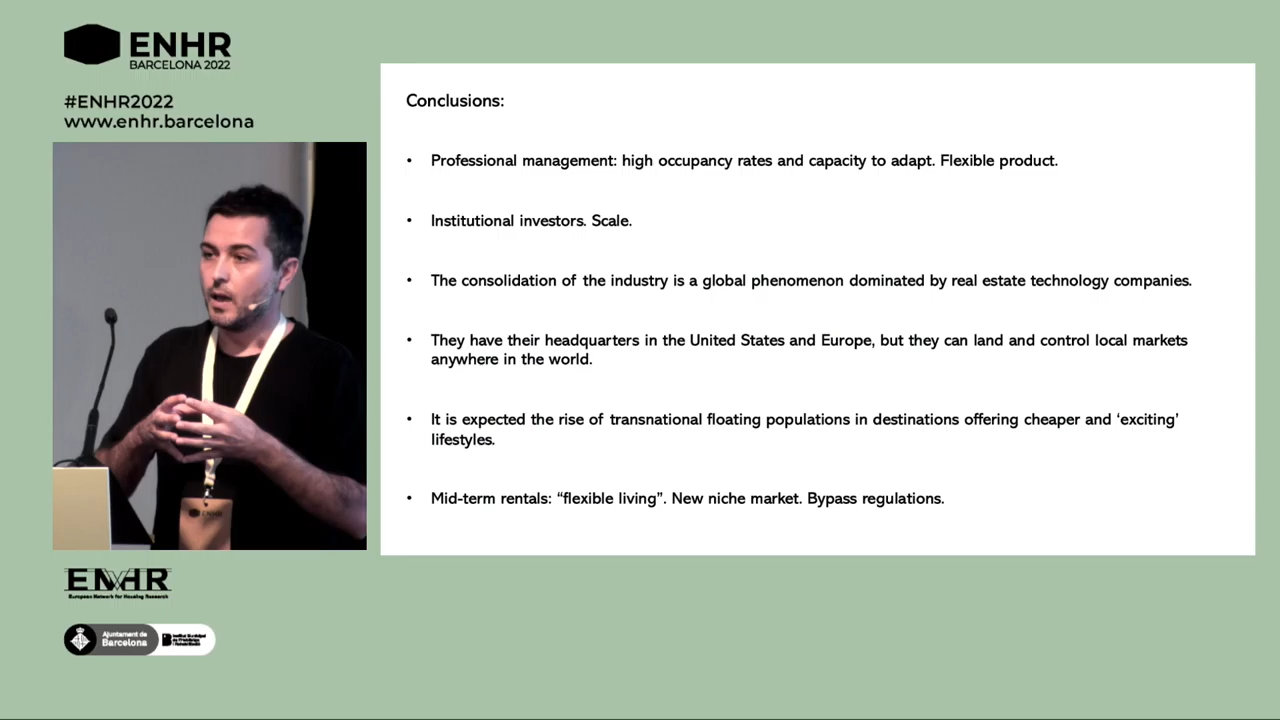 ENHR
BARCELONA 2022
#ENHR2022
www.enhr.barcelona
Conclusions:
• Professional management: high occupancy rates and capacity to adapt. Flexible product.
• Institutional investors. Scale.
• The consolidation of the industry is a global phenomenon dominated by real estate technology companies.
• They have their headquarters in the United States and Europe, but they can land and control local markets
anywhere in the world.
• It is expected the rise of transnational floating populations in destinations offering cheaper and ‘exciting’
lifestyles.
• Mid-term rentals: “flexible living”. New niche market. Bypass regulations.
ENHR
ENHR
European Network for Housing Research
Ajuntament de
Barcelona